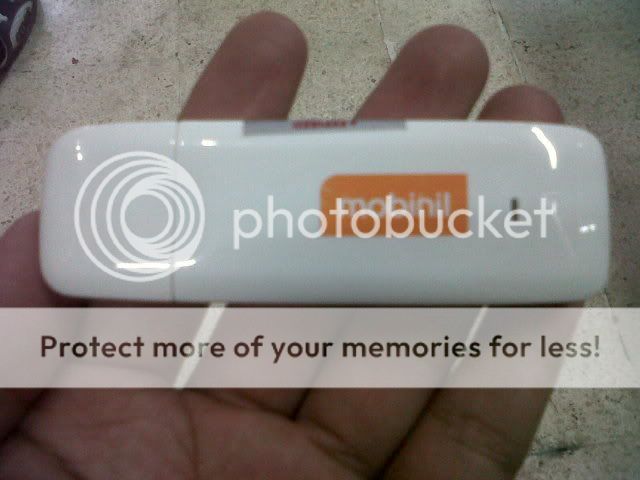 mobinil
photobucket
Protect more of your memories for less!